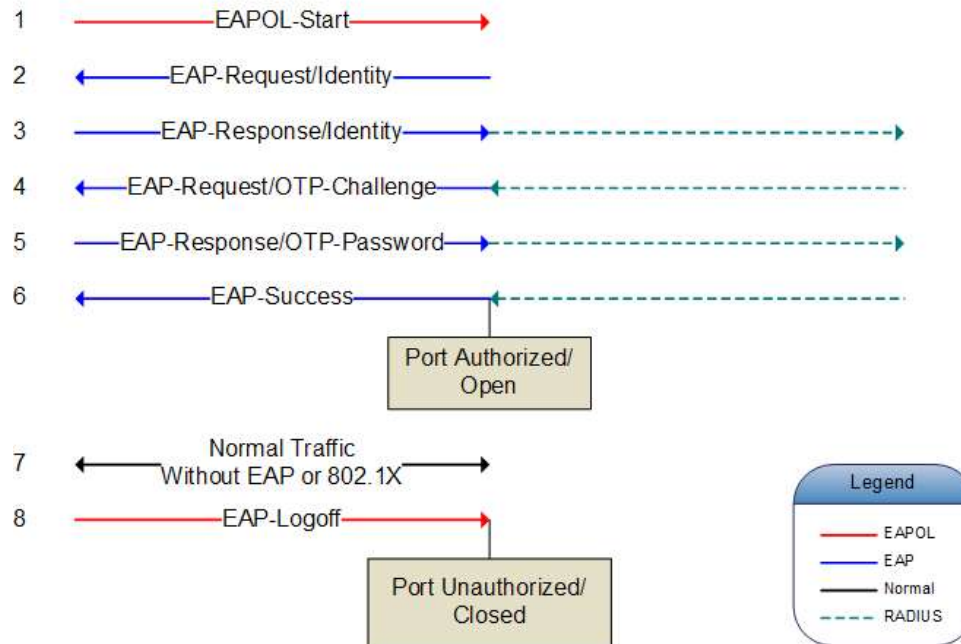 1 EAPOL-Start
2 EAP-Request/Identity
3 EAP-Response/Identity
4 EAP-Request/OTP-Challenge
5 EAP-Response/OTP-Password
6 EAP-Success
Port Authorized/
Open
7 Normal Traffic
Without EAP or 802.1X
8 EAP-Logoff
Port Unauthorized/
Closed
Legend
EAPOL
EAP
Normal
RADIUS